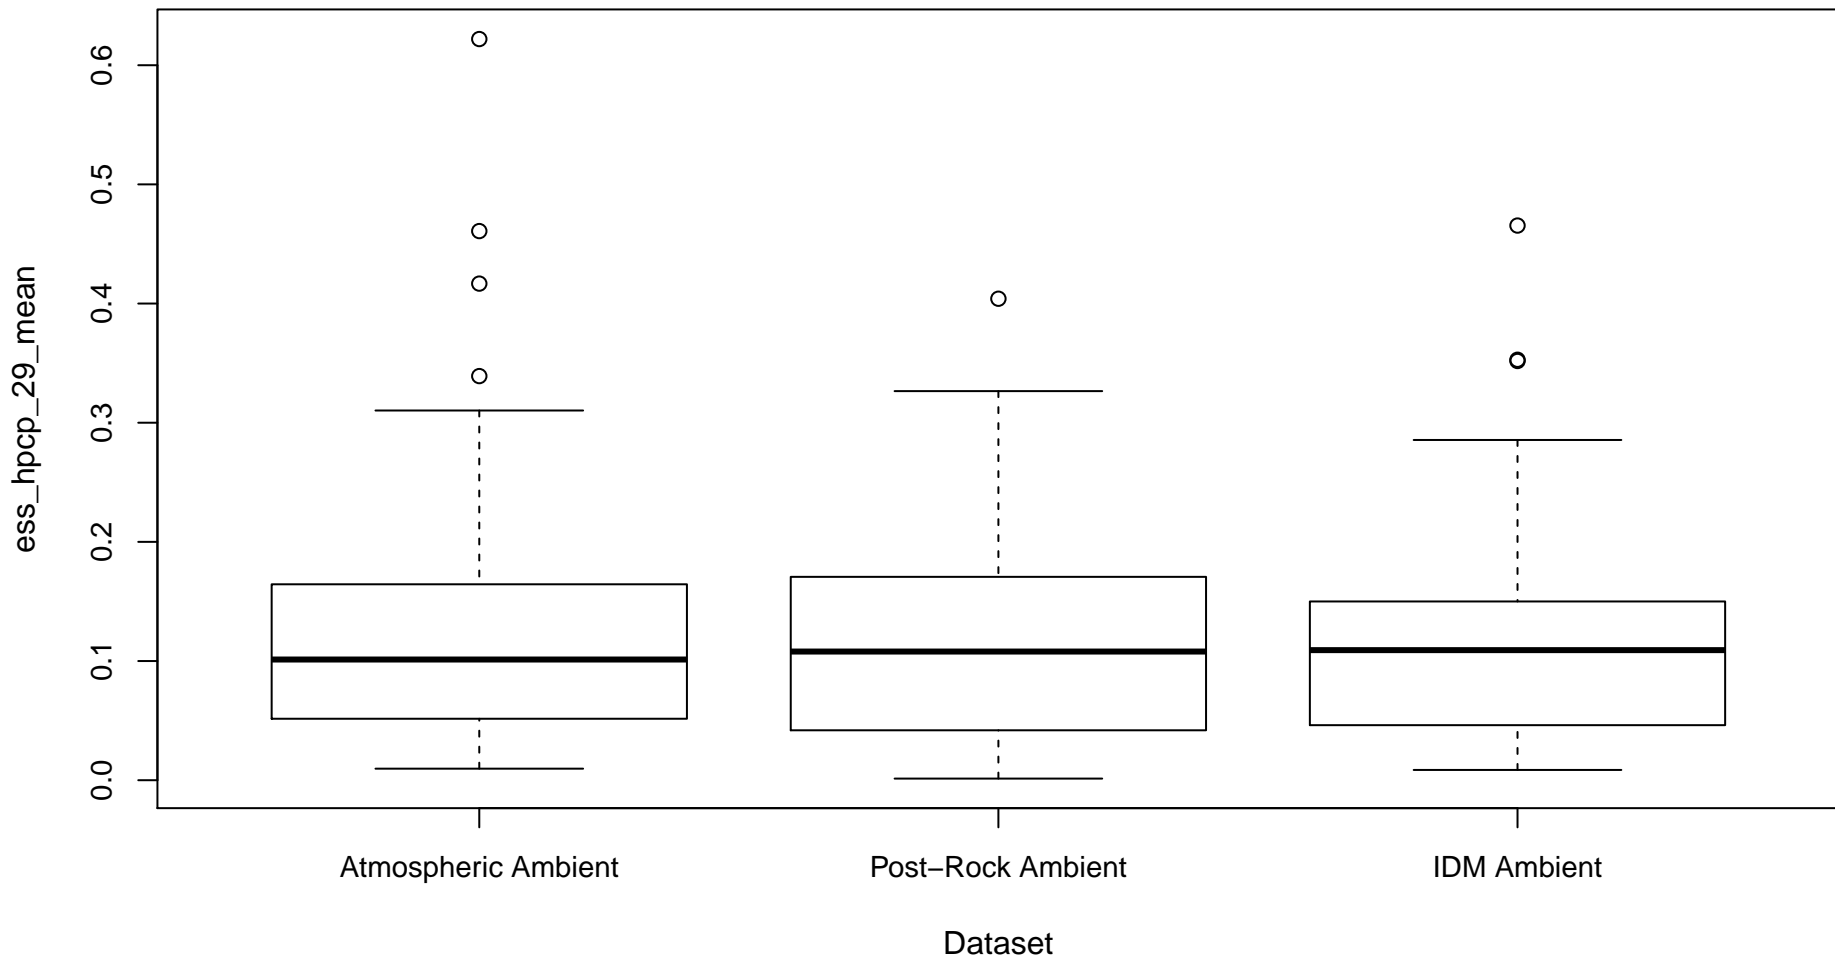 ess_hpcp_29_mean
0.6
0.5
0.4
0.3
0.2
0.1
0.0
Atmospheric Ambient Post−Rock Ambient IDM Ambient
Dataset